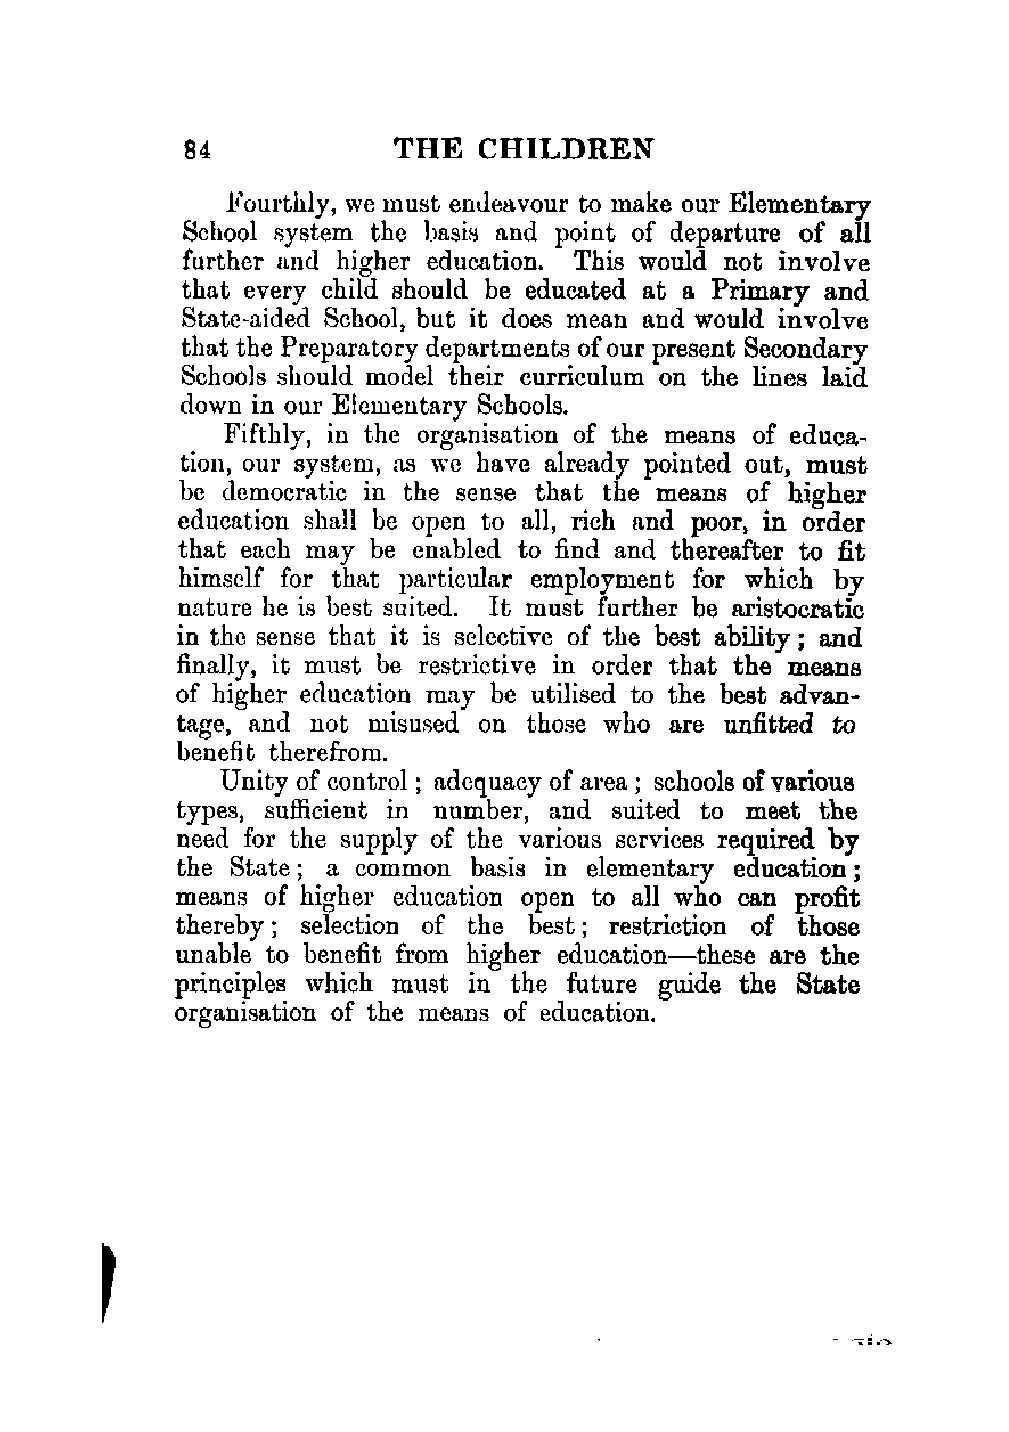 84 THE CHILDREN
Fourthly, we must endeavour to make our Elementary
School system the basis and point of departure of all
further and higher education. This would not involve
that every child should be educated at a Primary and
State-aided School, but it does mean and would involve
that the Preparatory departments of our present Secondary
Schools should model their curriculum on the lines laid
down in our Elementary Schools.
Fifthly, in the organisation of the means of educa-
tion, our system, as we have already pointed out, must
be democratic in the sense that the means of higher
education shall be open to all, rich and poor, in order
that each may be enabled to find and thereafter to fit
himself for that particular employment for which by
nature he is best suited. It must further be aristocratic
in the sense that it is selective of the best ability; and
finally, it must be restrictive in order that the means
of higher education may be utilised to the best advan-
tage, and not misused on those who are unfitted to
benefit therefrom.
Unity of control; adequacy of area; schools of various
types, sufficient in number, and suited to meet the
need for the supply of the various services required by
the State; a common basis in elementary education;
means of higher education open to all who can profit
thereby; selection of the best; restriction of those
unable to benefit from higher education—these are the
principles which must in the future guide the State
organisation of the means of education.